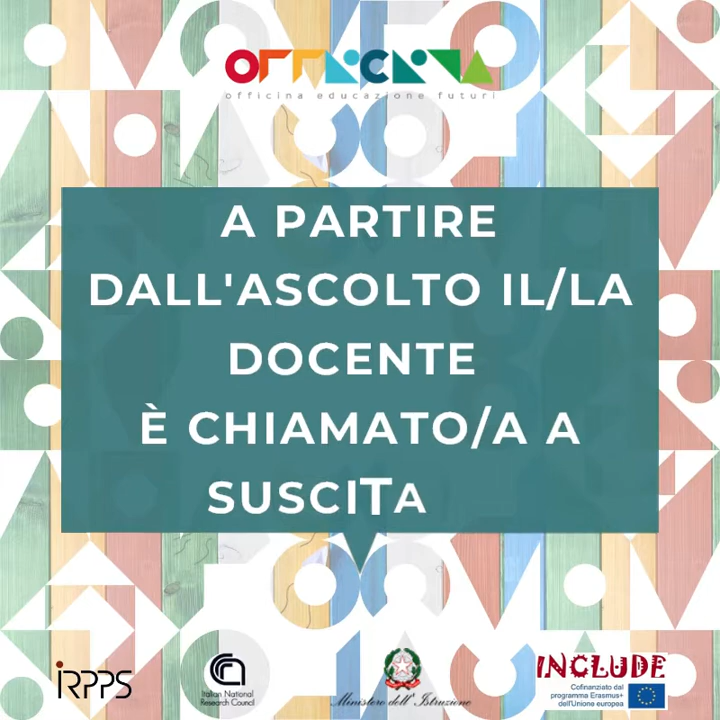 OFFICINA
officina educazione futuri
A PARTIRE
DALL'ASCOLTO IL/LA
DOCENTE
È CHIAMATO/A A
SUSCITA
IRPPS
Italian National
Research Council
Ministero dell' Istruzione
INCLUDE
Cofinanziato dal
programma Erasmus+
dell'Unione europea